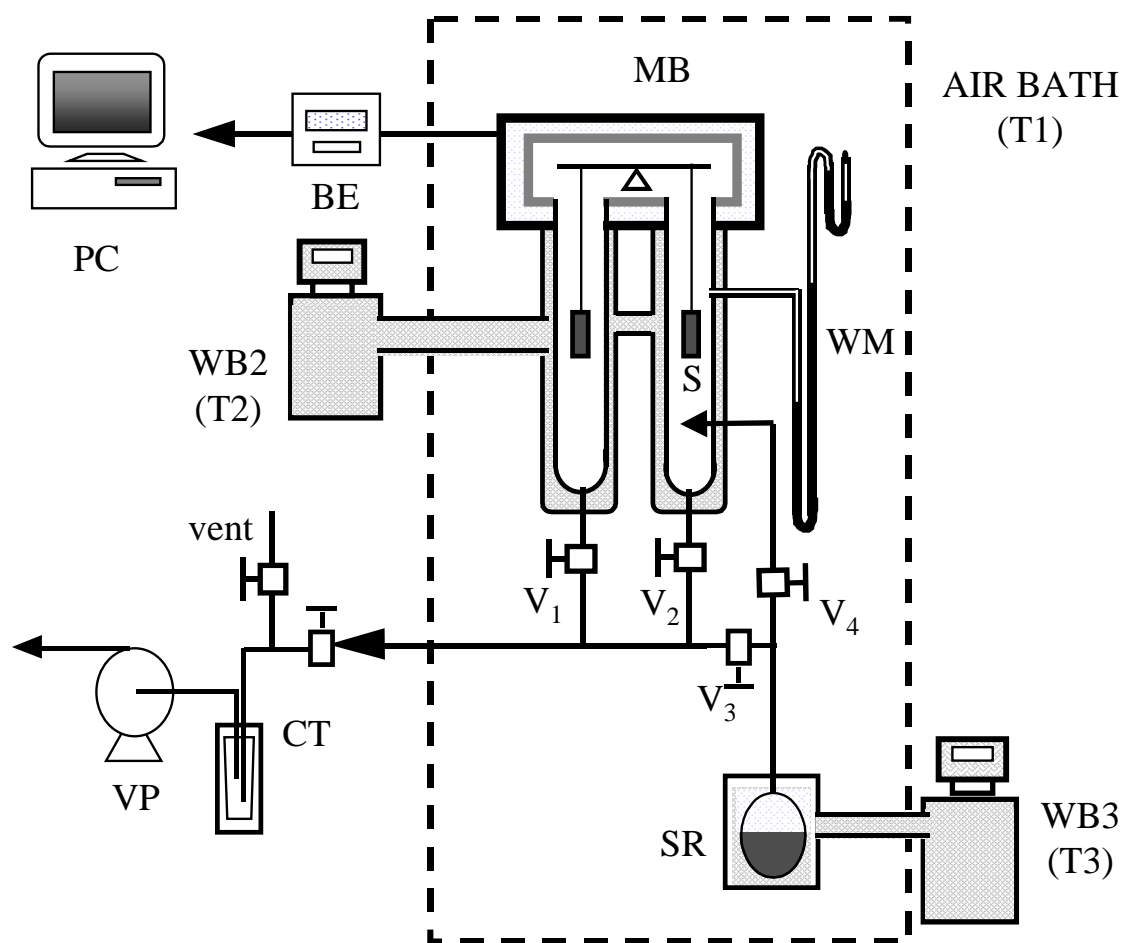 MB
AIR BATH
(T1)
BE
PC
WM
WB2
(T2)
S
vent
V1
V2
V4
V3
CT
VP
SR
WB3
(T3)